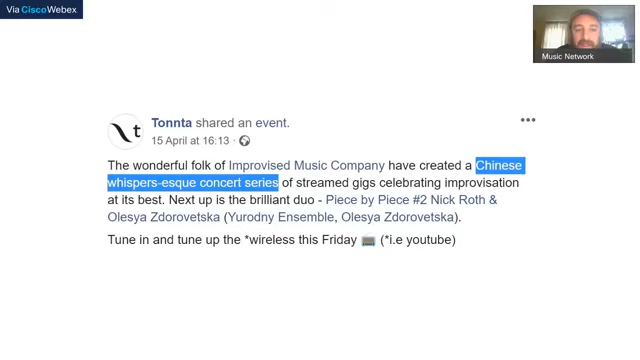 Via CiscoWebex
Music Network
t
Tonnta shared an event.
15 April at 16:13 ·
The wonderful folk of Improvised Music Company have created a Chinese
whispers-esque concert series of streamed gigs celebrating improvisation
at its best. Next up is the brilliant duo - Piece by Piece #2 Nick Roth &
Olesya Zdorovetska (Yurodny Ensemble, Olesya Zdorovetska).
Tune in and tune up the *wireless this Friday 📻 (*i.e youtube)